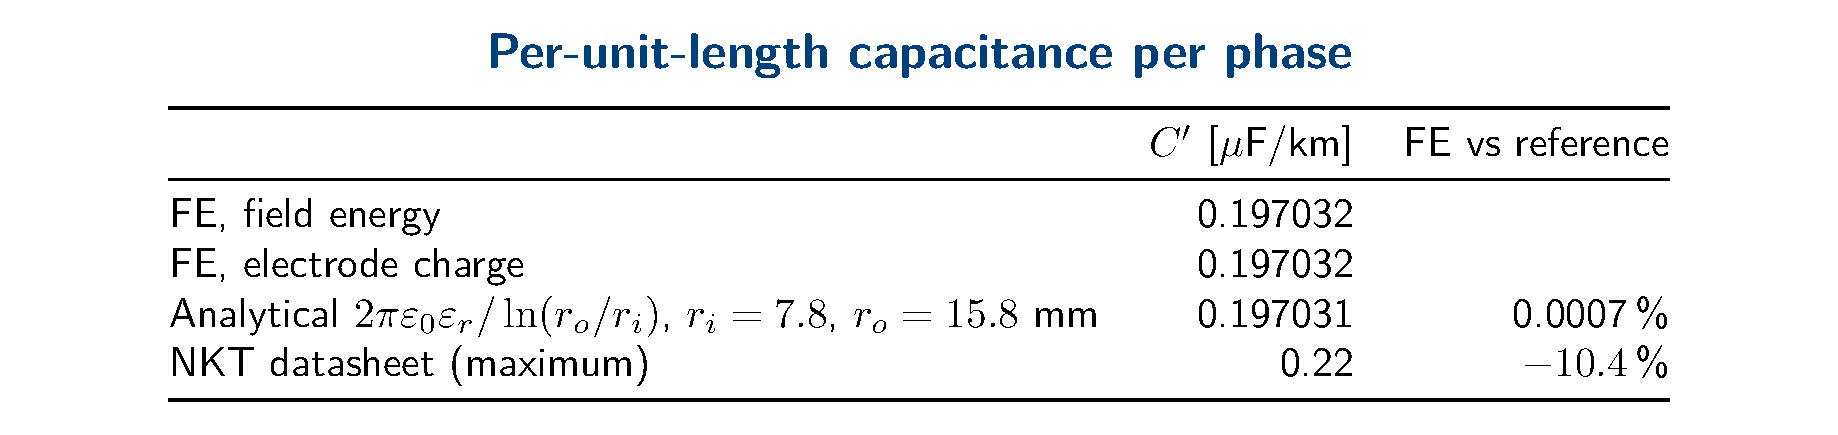 Per-unit-length capacitance per phase
C′ [μF/km] FE vs reference
FE, field energy 0.197032
FE, electrode charge 0.197032
Analytical 2πε₀εᵣ/ ln(rₒ/rᵢ), rᵢ = 7.8, rₒ = 15.8 mm 0.197031 0.0007 %
NKT datasheet (maximum) 0.22 −10.4 %